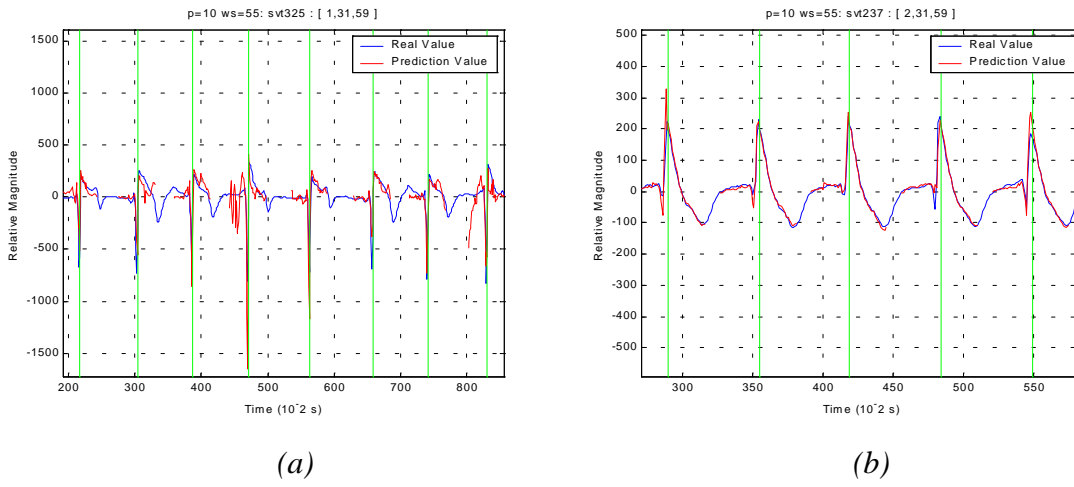 p=10 ws=55: svt325 : [ 1,31,59 ]
1500
1000
500
0
-500
-1000
-1500
200 300 400 500 600 700 800
Relative Magnitude
Time (10^-2 s)
Real Value
Prediction Value
(a)
p=10 ws=55: svt237 : [ 2,31,59 ]
500
400
300
200
100
0
-100
-200
-300
-400
-500
300 350 400 450 500 550
Relative Magnitude
Time (10^-2 s)
Real Value
Prediction Value
(b)